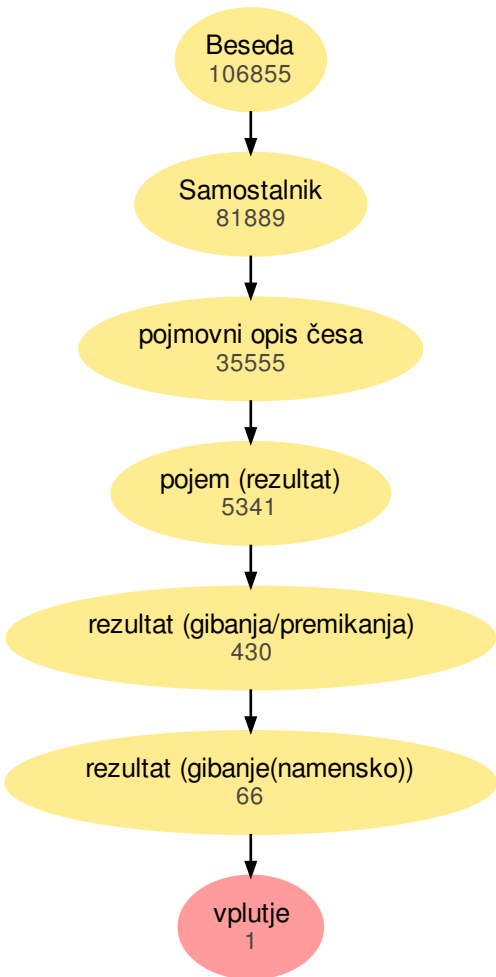 Beseda
106855
Samostalnik
81889
pojmovni opis česa
35555
pojem (rezultat)
5341
rezultat (gibanja/premikanja)
430
rezultat (gibanje(namensko))
66
vplutje
1